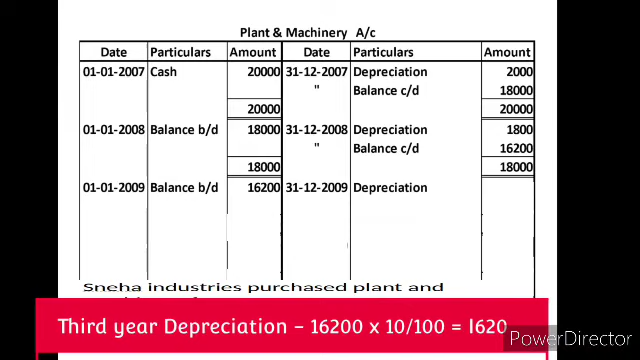 Plant & Machinery A/c
Date Particulars Amount Date Particulars Amount
01-01-2007 Cash 20000 31-12-2007 Depreciation 2000
" Balance c/d 18000
20000 20000
01-01-2008 Balance b/d 18000 31-12-2008 Depreciation 1800
" Balance c/d 16200
18000 18000
01-01-2009 Balance b/d 16200 31-12-2009 Depreciation
Sneha industries purchased plant and
Third year Depreciation – 16200 x 10/100 = 1620
PowerDirector